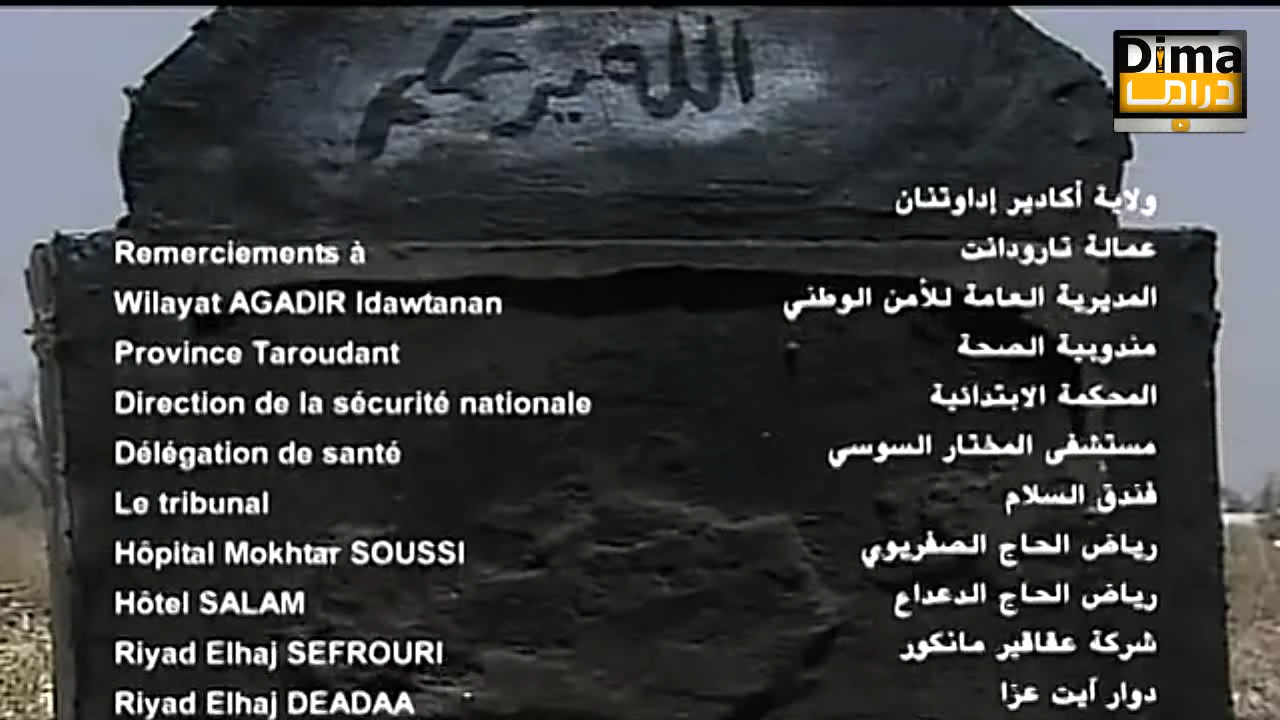 الله يرحكم
Dima
دراما
ولاية أكادير إداوتنان
Remerciements à
عمالة تارودانت
Wilayat AGADIR Idawtanan
المديرية العامة للأمن الوطني
Province Taroudant
مندوبية الصحة
Direction de la sécurité nationale
المحكمة الابتدائية
Délégation de santé
مستشفى المختار السوسي
Le tribunal
فندق السلام
Hôpital Mokhtar SOUSSI
رياض الحاج الصفريوي
Hôtel SALAM
رياض الحاج الدعداع
Riyad Elhaj SEFROURI
شركة عقاقير مانكور
Riyad Elhaj DEADAA
دوار أيت عزا